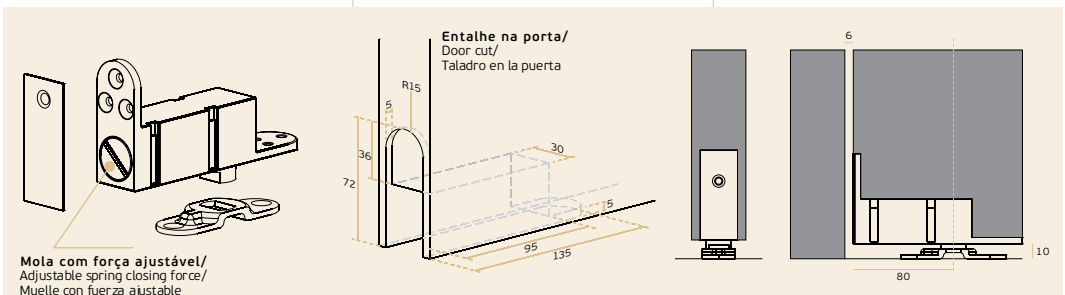 Entalhe na porta/
Door cut/
Taladro en la puerta
R15
5
36
72
30
5
95
135
6
10
80
Mola com força ajustável/
Adjustable spring closing force/
Muelle con fuerza ajustable